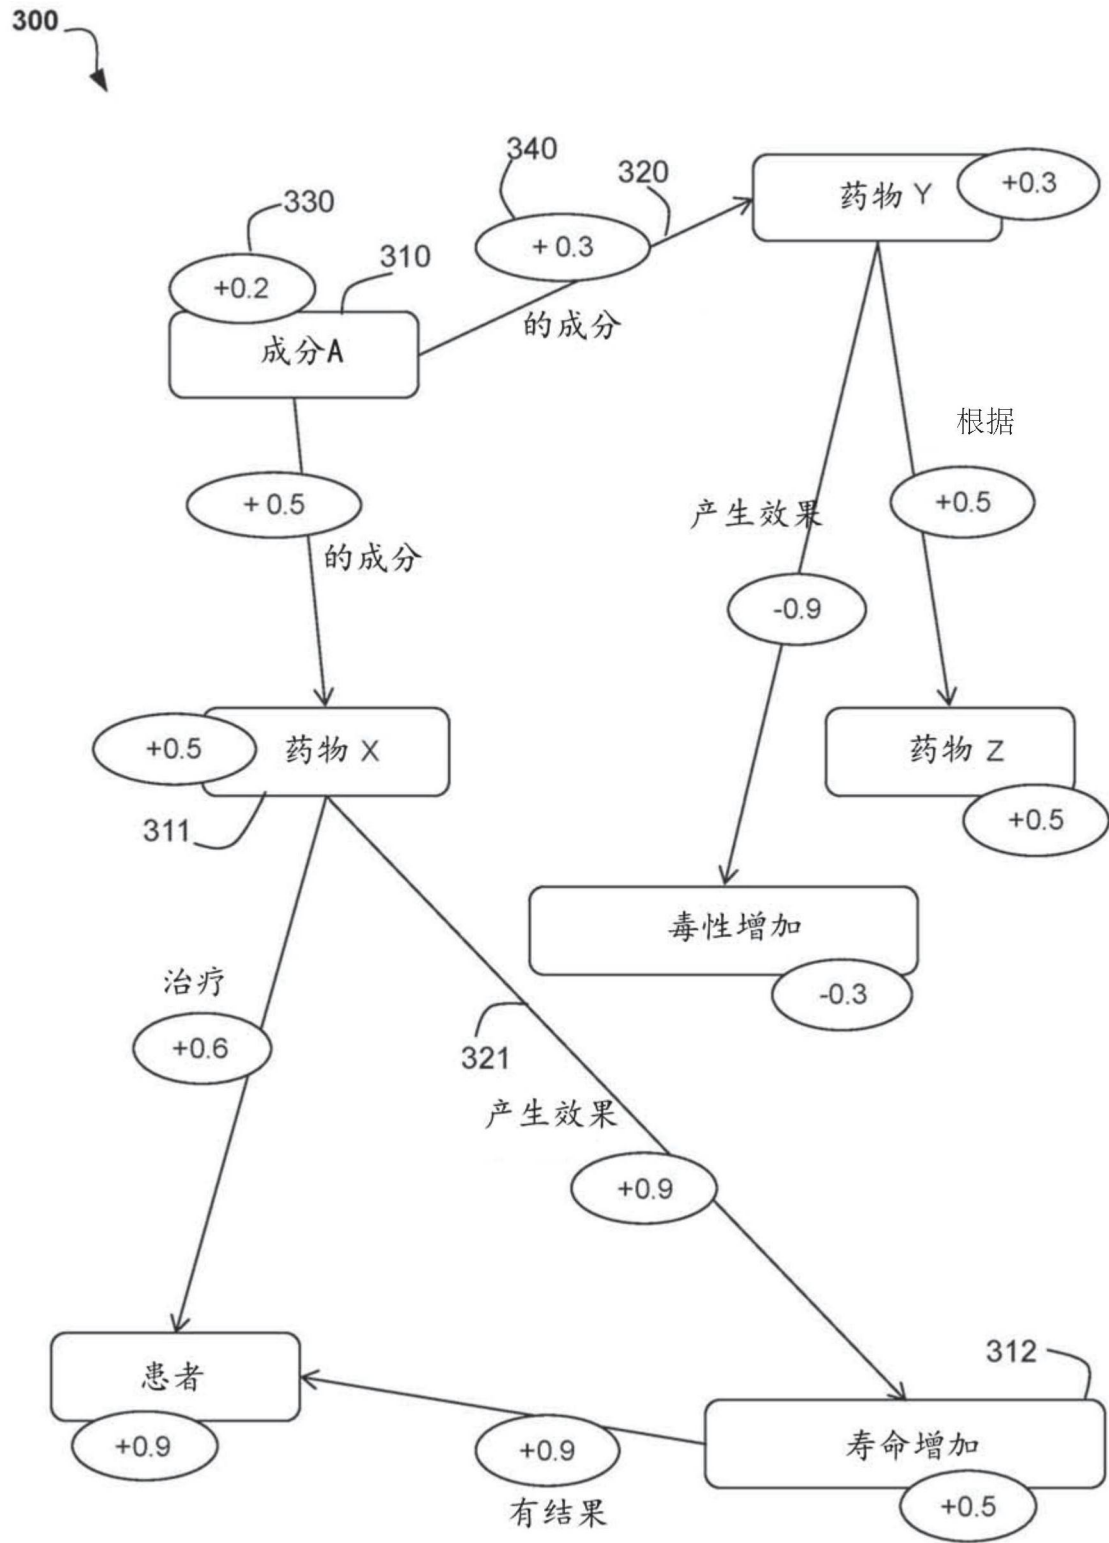 300
340
320
药物 Y
+0.3
330
+ 0.3
310
+0.2
的成分
成分A
根据
+ 0.5
产生效果
+0.5
的成分
-0.9
+0.5
药物 X
药物 Z
311
+0.5
毒性增加
治疗
-0.3
+0.6
321
产生效果
+0.9
312
患者
+0.9
+0.9
寿命增加
有结果
+0.5